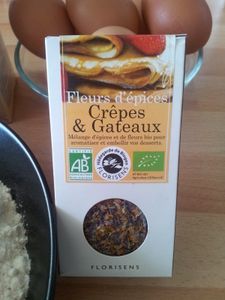 Fleurs d'épices
Crêpes
& Gateaux
Mélange d'épices et de fleurs bio pour
aromatiser et embellir vos desserts.
AB
FLORISENS
FLORISENS